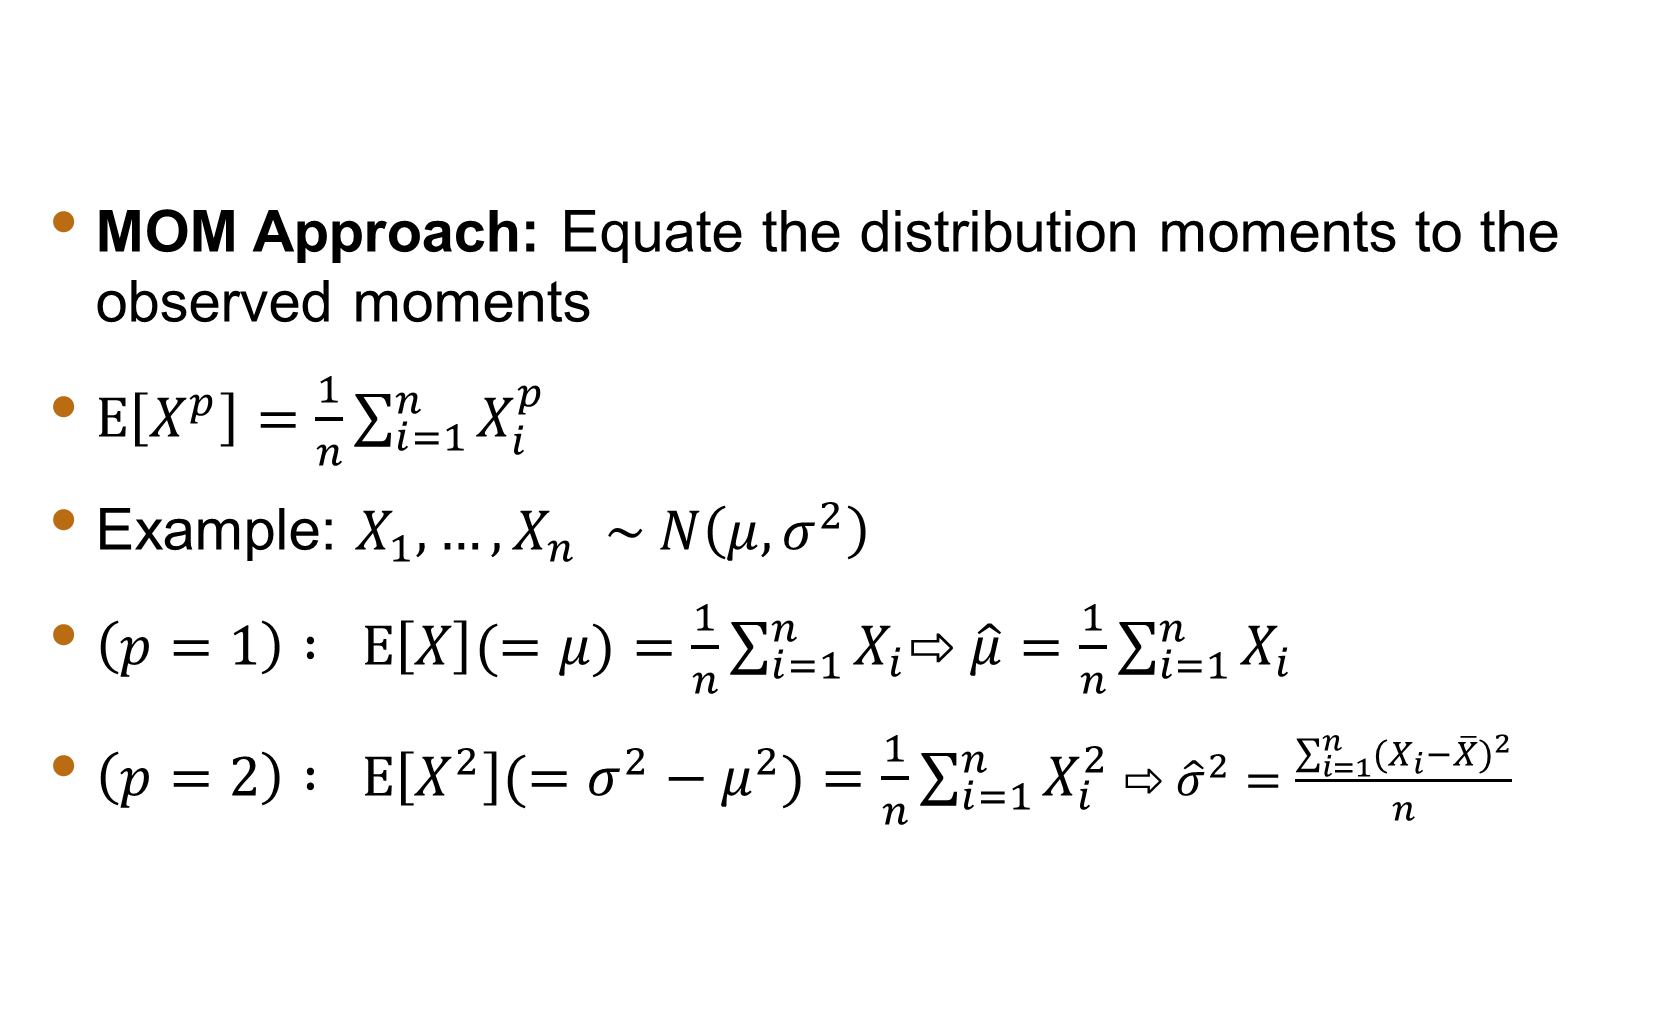 • MOM Approach: Equate the distribution moments to the
observed moments
• E[X^p] = 1/n ∑_{i=1}^{n} X_i^p
• Example: X_1, … , X_n ~ N(μ, σ^2)
• (p = 1) : E[X](= μ) = 1/n ∑_{i=1}^{n} X_i ⇨ μ̂ = 1/n ∑_{i=1}^{n} X_i
• (p = 2) : E[X^2](= σ^2 − μ^2) = 1/n ∑_{i=1}^{n} X_i^2 ⇨ σ̂^2 = ∑_{i=1}^{n}(X_i−X̄)^2 / n